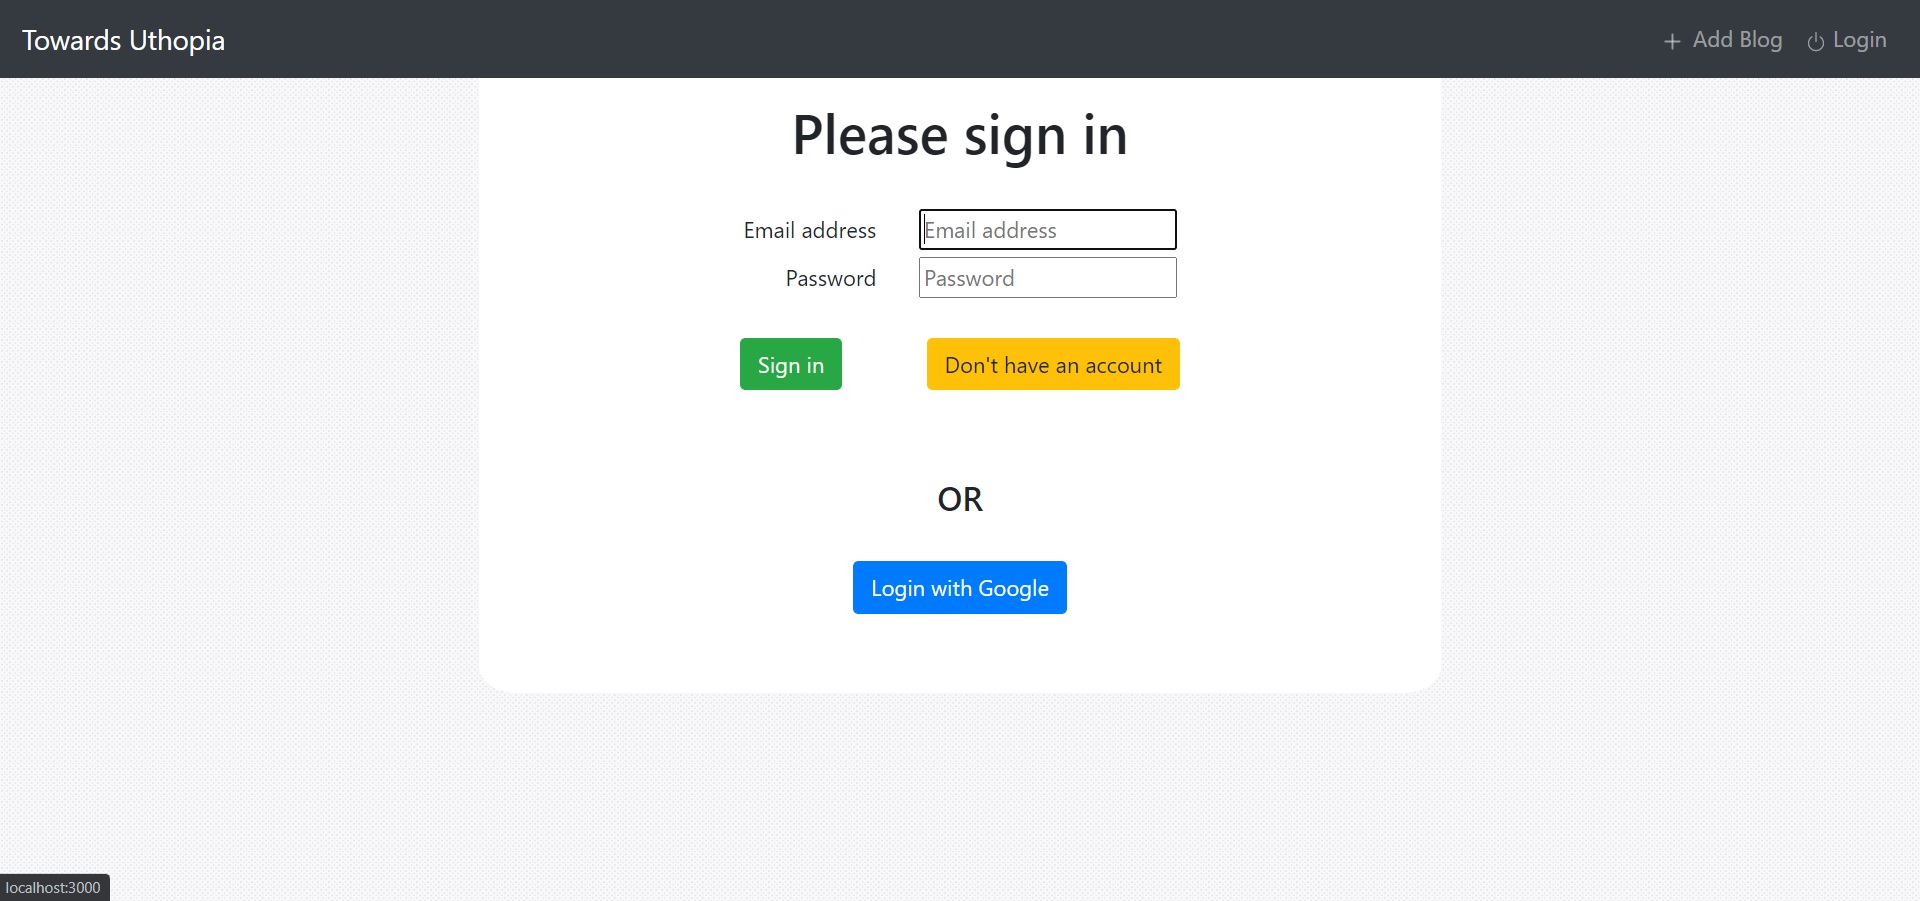 Towards Uthopia
+ Add Blog Login
Please sign in
Email address Email address
Password Password
Sign in Don't have an account
OR
Login with Google
localhost:3000